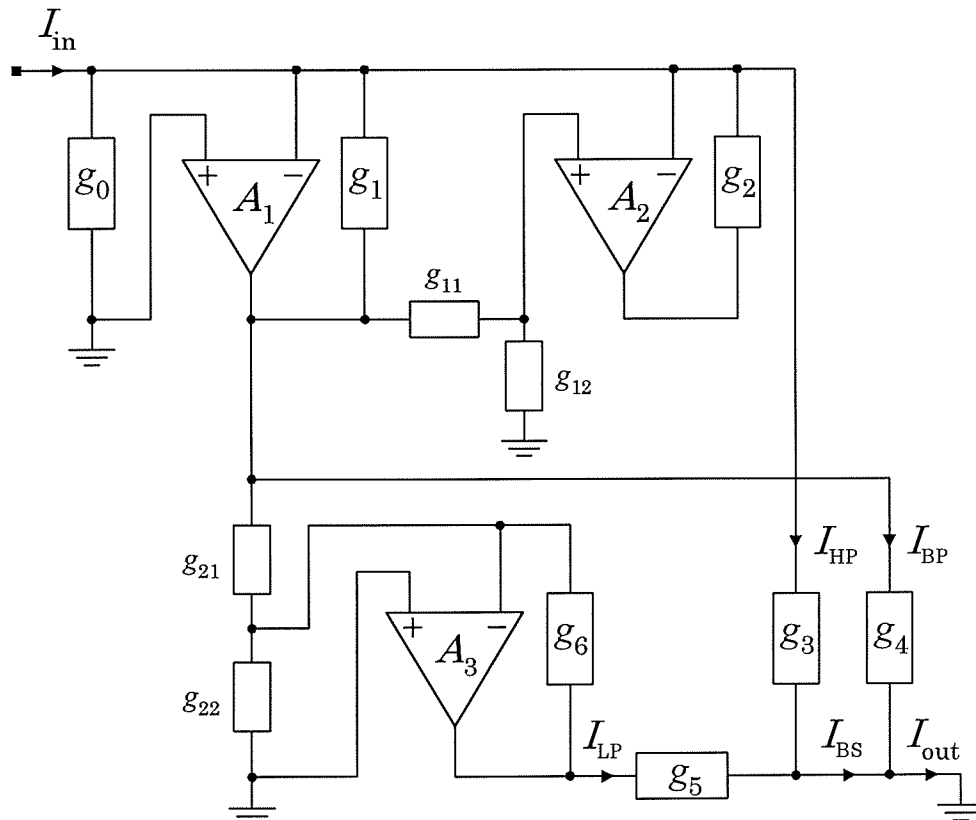 I_in
g_0
+
A_1
−
g_1
+
A_2
−
g_2
g_11
g_12
g_21
I_HP
I_BP
+
A_3
−
g_6
g_3
g_4
g_22
I_LP
g_5
I_BS
I_out